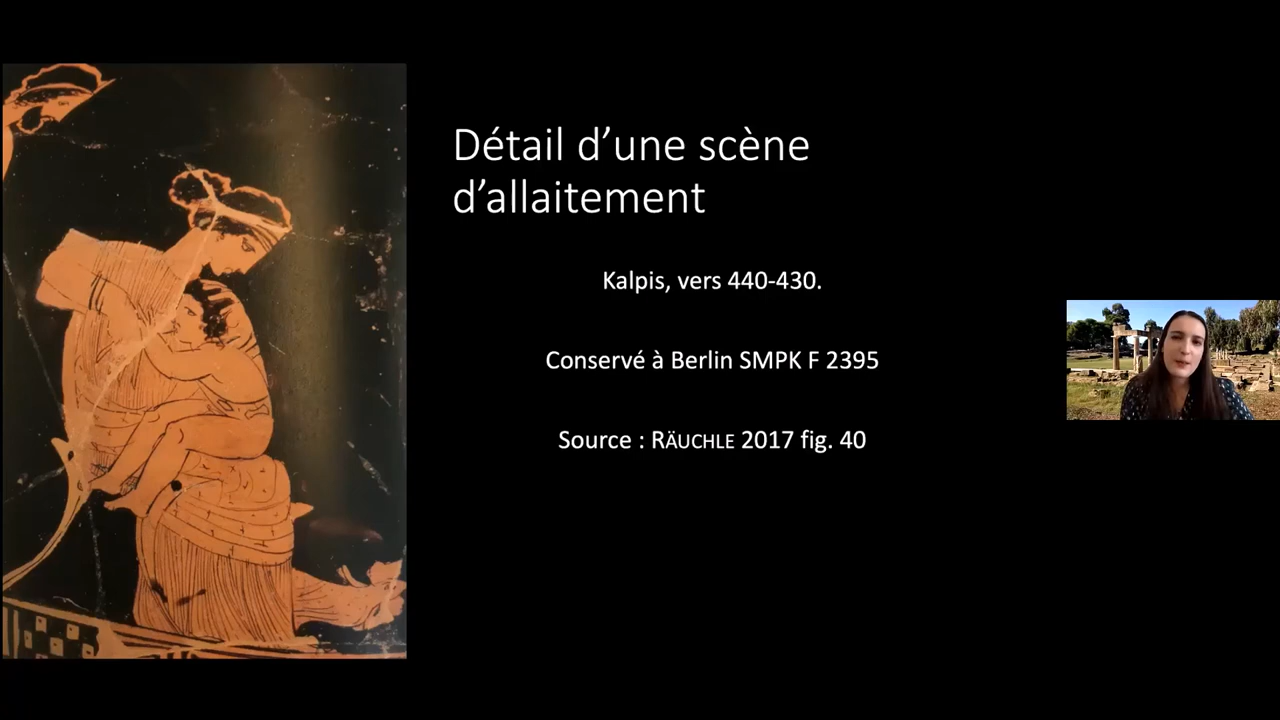 Détail d’une scène
d’allaitement
Kalpis, vers 440-430.
Conservé à Berlin SMPK F 2395
Source : RÄUCHLE 2017 fig. 40